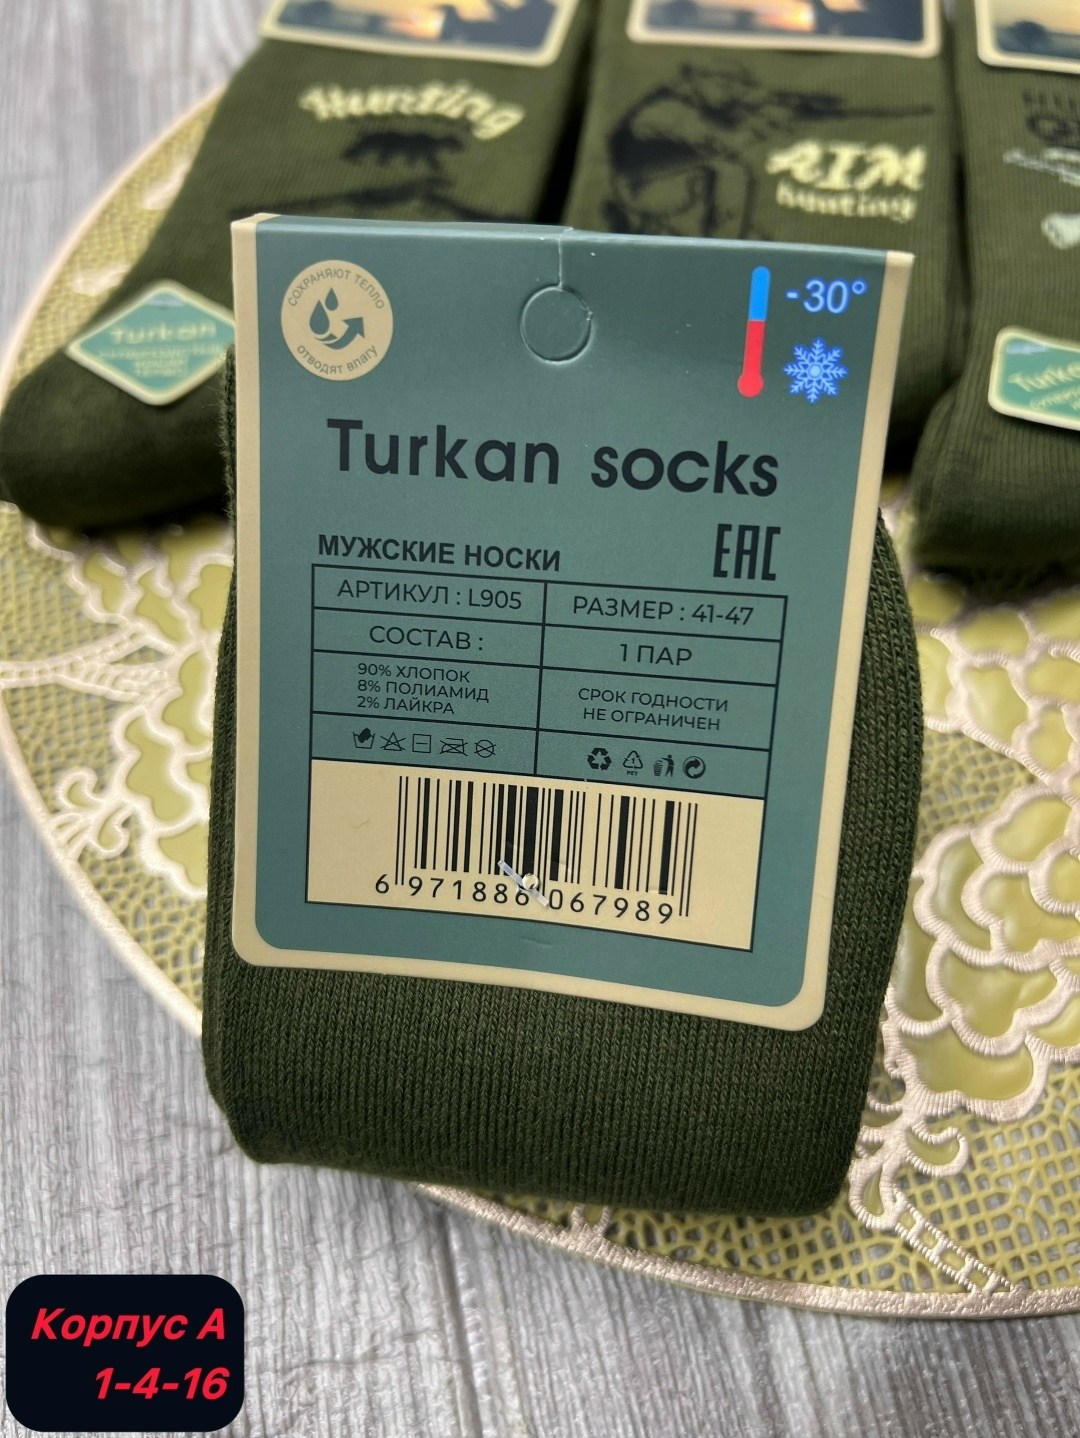 Hunting
AIM
hunting
Turkan
СОХРАНЯЮТ ТЕПЛО
ОТВОДЯТ ВЛАГУ
-30°
Turkan socks
МУЖСКИЕ НОСКИ
EAC
АРТИКУЛ : L905
РАЗМЕР : 41-47
СОСТАВ :
1 ПАР
90% ХЛОПОК
8% ПОЛИАМИД
2% ЛАЙКРА
СРОК ГОДНОСТИ
НЕ ОГРАНИЧЕН
PET
6 971886 067989
Корпус А
1-4-16